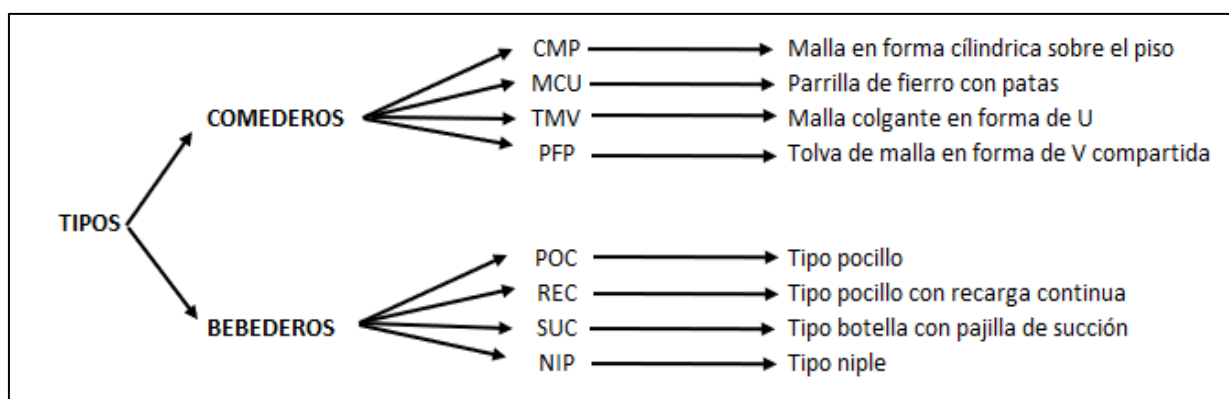 CMP Malla en forma cílindrica sobre el piso
MCU Parrilla de fierro con patas
COMEDEROS
TMV Malla colgante en forma de U
PFP Tolva de malla en forma de V compartida
TIPOS
POC Tipo pocillo
REC Tipo pocillo con recarga continua
BEBEDEROS
SUC Tipo botella con pajilla de succión
NIP Tipo niple